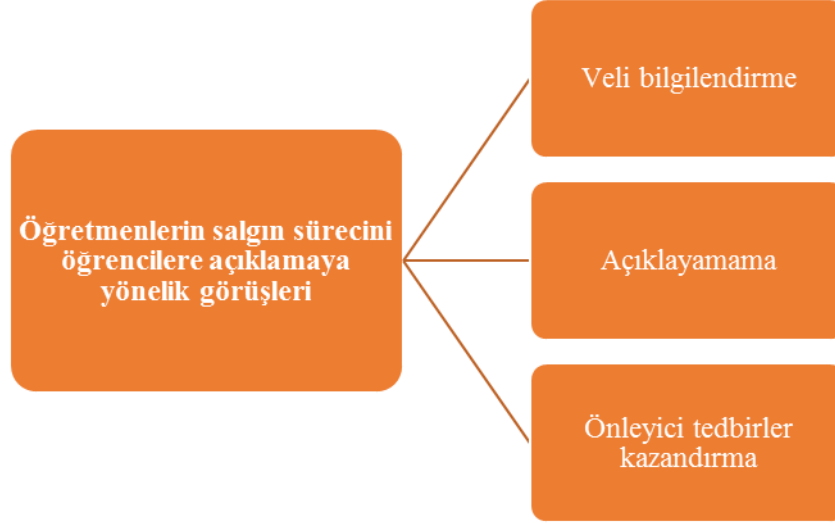 Veli bilgilendirme
Öğretmenlerin salgın sürecini
öğrencilere açıklamaya
yönelik görüşleri
Açıklayamama
Önleyici tedbirler
kazandırma